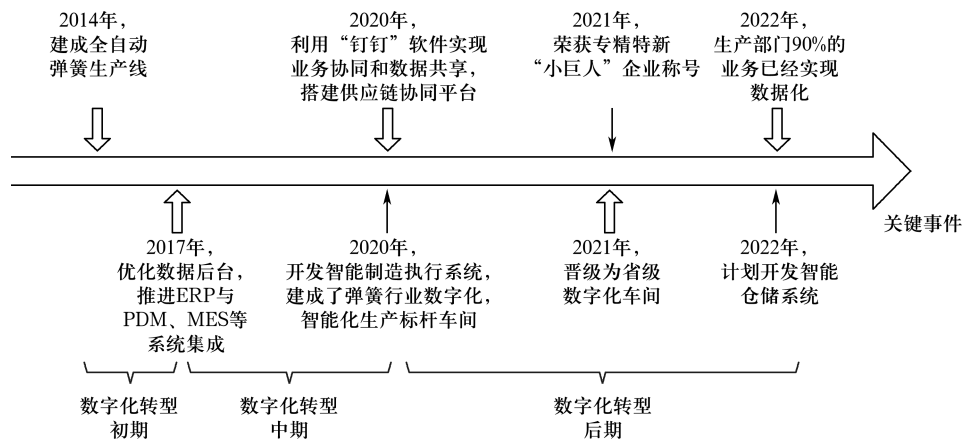 2014年，
建成全自动
弹簧生产线
2020年，
利用“钉钉”软件实现
业务协同和数据共享，
搭建供应链协同平台
2021年，
荣获专精特新
“小巨人”企业称号
2022年，
生产部门90%的
业务已经实现
数据化
关键事件
2017年，
优化数据后台，
推进ERP与
PDM、MES等
系统集成
2020年，
开发智能制造执行系统，
建成了弹簧行业数字化，
智能化生产标杆车间
2021年，
晋级为省级
数字化车间
2022年，
计划开发智能
仓储系统
数字化转型
初期
数字化转型
中期
数字化转型
后期